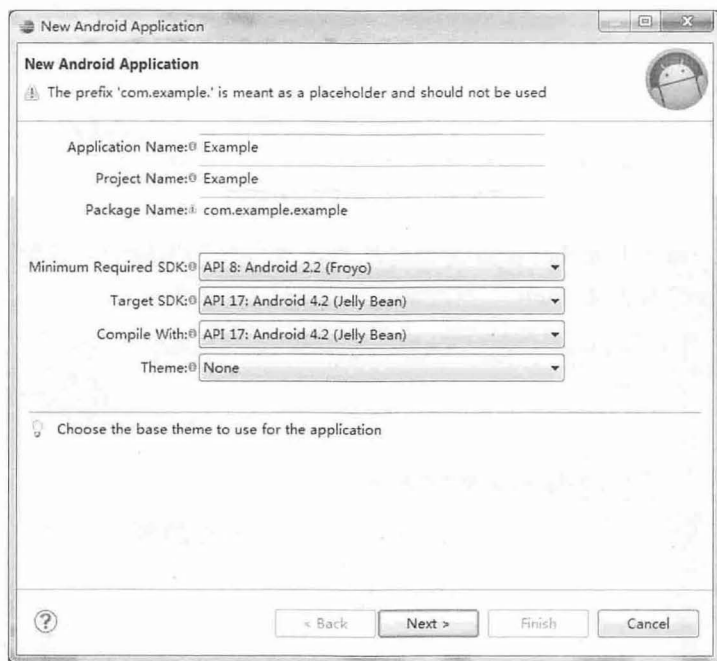 New Android Application
New Android Application
The prefix 'com.example.' is meant as a placeholder and should not be used
Application Name: Example
Project Name: Example
Package Name: com.example.example
Minimum Required SDK: API 8: Android 2.2 (Froyo)
Target SDK: API 17: Android 4.2 (Jelly Bean)
Compile With: API 17: Android 4.2 (Jelly Bean)
Theme: None
Choose the base theme to use for the application
? < Back Next > Finish Cancel